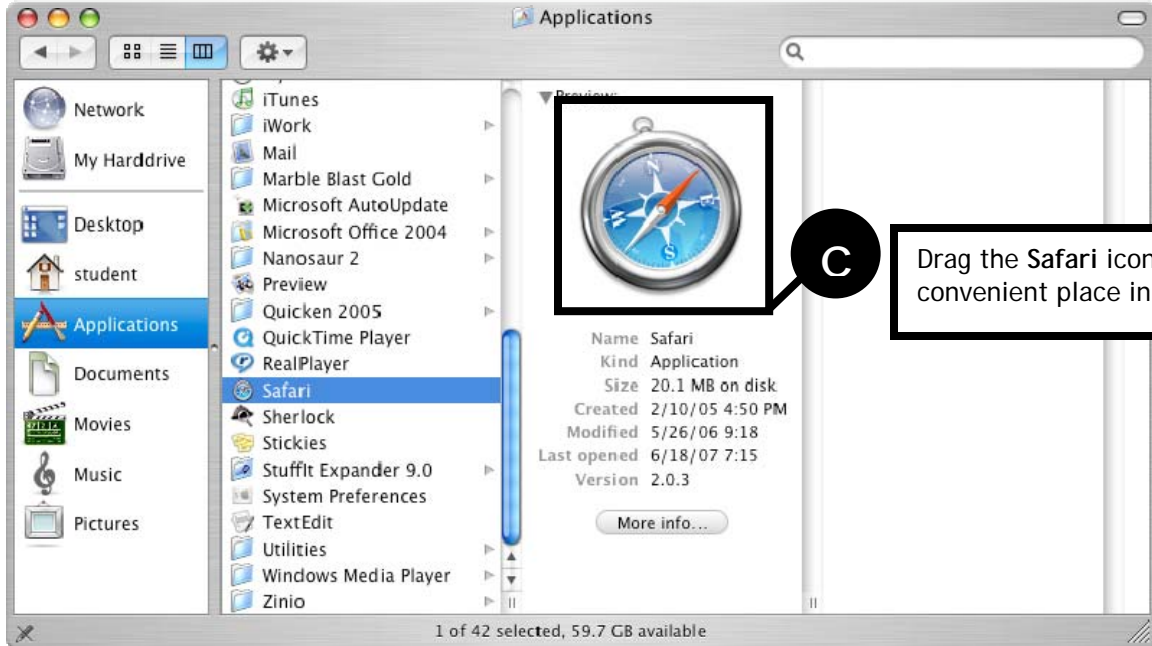 Applications
Network
My Harddrive
Desktop
student
Applications
Documents
Movies
Music
Pictures
iTunes
iWork
Mail
Marble Blast Gold
Microsoft AutoUpdate
Microsoft Office 2004
Nanosaur 2
Preview
Quicken 2005
QuickTime Player
RealPlayer
Safari
Sherlock
Stickies
StuffIt Expander 9.0
System Preferences
TextEdit
Utilities
Windows Media Player
Zinio
Preview:
N
W
S
Name Safari
Kind Application
Size 20.1 MB on disk
Created 2/10/05 4:50 PM
Modified 5/26/06 9:18
Last opened 6/18/07 7:15
Version 2.0.3
More info...
C
Drag the Safari icon
convenient place in
1 of 42 selected, 59.7 GB available